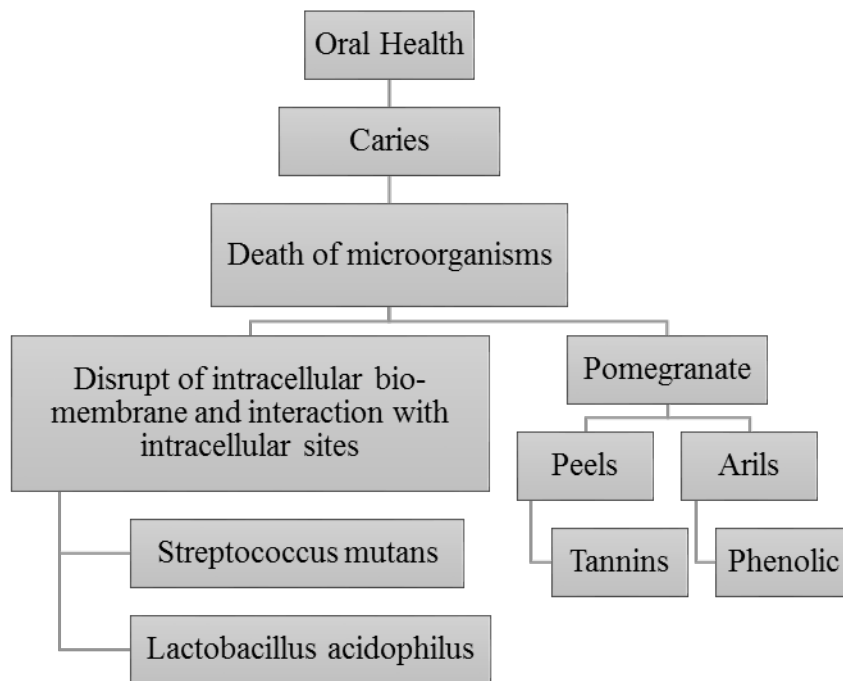 Oral Health
Caries
Death of microorganisms
Disrupt of intracellular bio-
membrane and interaction with
intracellular sites
Streptococcus mutans
Lactobacillus acidophilus
Pomegranate
Peels
Tannins
Arils
Phenolic